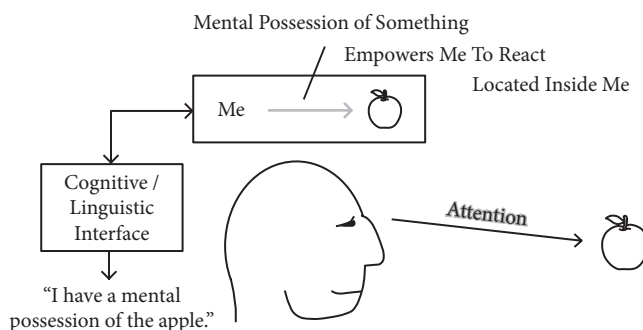 Mental Possession of Something
Empowers Me To React
Located Inside Me
Me
Cognitive /
Linguistic
Interface
Attention
“I have a mental
possession of the apple.”